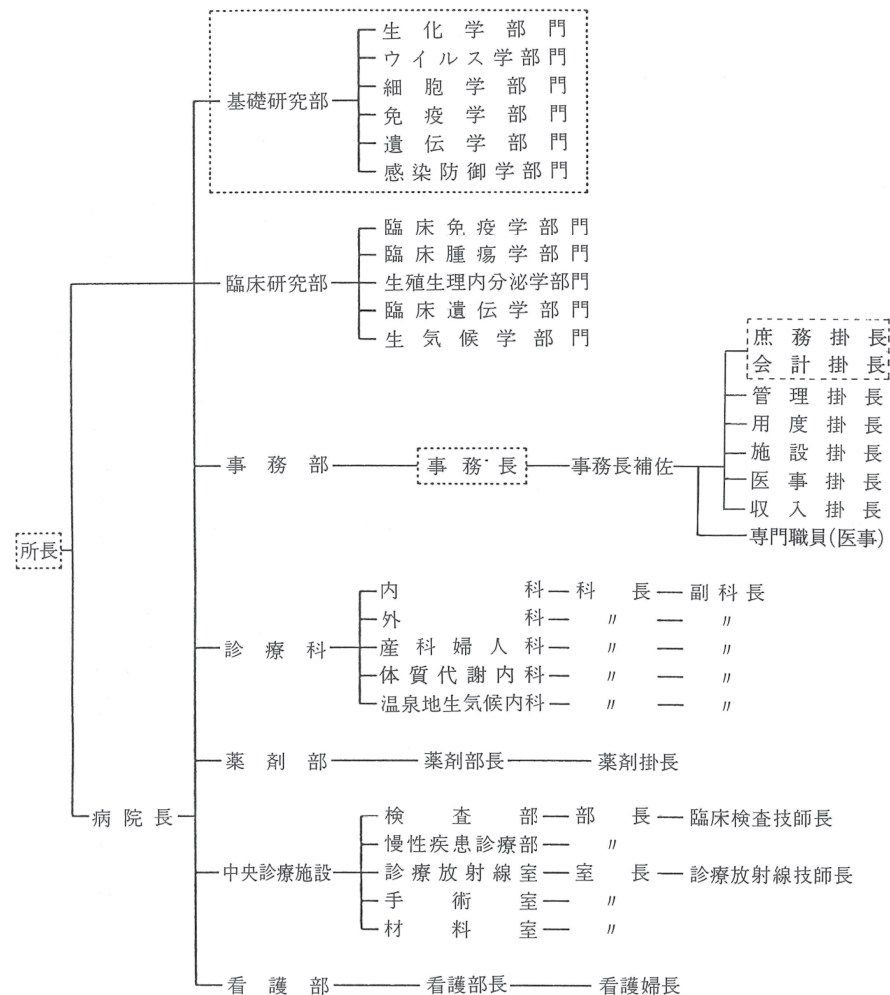 生化学部門
ウイルス学部門
細胞学部門
基礎研究部
免疫学部門
遺伝学部門
感染防御学部門
臨床免疫学部門
臨床腫瘍学部門
臨床研究部 生殖生理内分泌学部門
臨床遺伝学部門
生気候学部門
庶務掛長
会計掛長
管理掛長
用度掛長
施設掛長
事務部 事務長 事務長補佐
医事掛長
収入掛長
専門職員(医事)
所長
内科 科長 副科長
外科 〃 〃
診療科 産科婦人科 〃 〃
体質代謝内科 〃 〃
温泉地生気候内科 〃 〃
薬剤部 薬剤部長 薬剤掛長
病院長
検査部 部長 臨床検査技師長
慢性疾患診療部 〃
中央診療施設 診療放射線室 室長 診療放射線技師長
手術室 〃
材料室 〃
看護部 看護部長 看護婦長